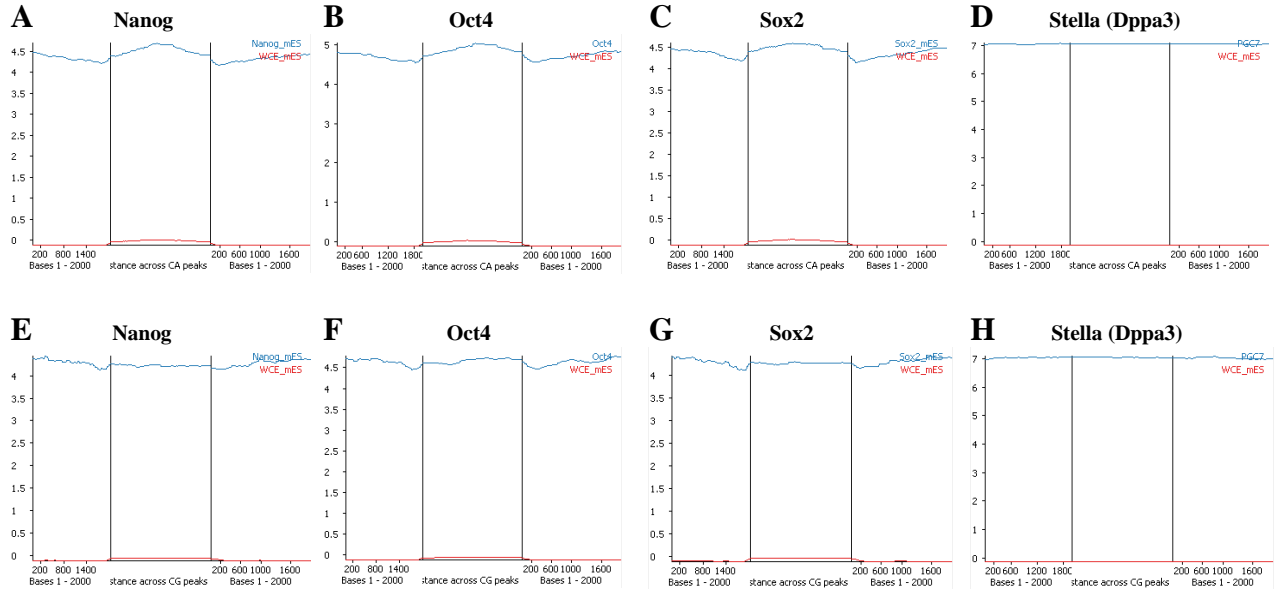 A Nanog
Nanog_mES
WCE_mES
4.5
4
3.5
3
2.5
2
1.5
1
0.5
0
200 800 1400
200 600 1000 1600
Bases 1 - 2000 stance across CA peaks Bases 1 - 2000
B Oct4
Oct4
WCE_mES
5
4
3
2
1
0
200 600 1200 180C
200 600 1000 1600
Bases 1 - 2000 stance across CA peaks Bases 1 - 2000
C Sox2
Sox2_mES
WCE_mES
4.5
4
3.5
3
2.5
2
1.5
1
0.5
0
200 800 1400
200 600 1000 1600
Bases 1 - 2000 stance across CA peaks Bases 1 - 2000
D Stella (Dppa3)
PGC7
WCE_mES
7
6
5
4
3
2
1
0
200 600 1200 180C
200 600 1000 1600
Bases 1 - 2000 stance across CA peaks Bases 1 - 2000
E Nanog
Nanog_mES
WCE_mES
4
3.5
3
2.5
2
1.5
1
0.5
0
200 800 1400
200 600 1000 1600
Bases 1 - 2000 stance across CG peaks Bases 1 - 2000
F Oct4
Oct4
WCE_mES
4.5
4
3.5
3
2.5
2
1.5
1
0.5
0
200 800 1400
200 600 1000 1600
Bases 1 - 2000 stance across CG peaks Bases 1 - 2000
G Sox2
Sox2_mES
WCE_mES
4
3.5
3
2.5
2
1.5
1
0.5
0
200 800 1400
200 600 1000 1600
Bases 1 - 2000 stance across CG peaks Bases 1 - 2000
H Stella (Dppa3)
PGC7
WCE_mES
7
6
5
4
3
2
1
0
200 600 1200 180C
200 600 1000 1600
Bases 1 - 2000 stance across CG peaks Bases 1 - 2000